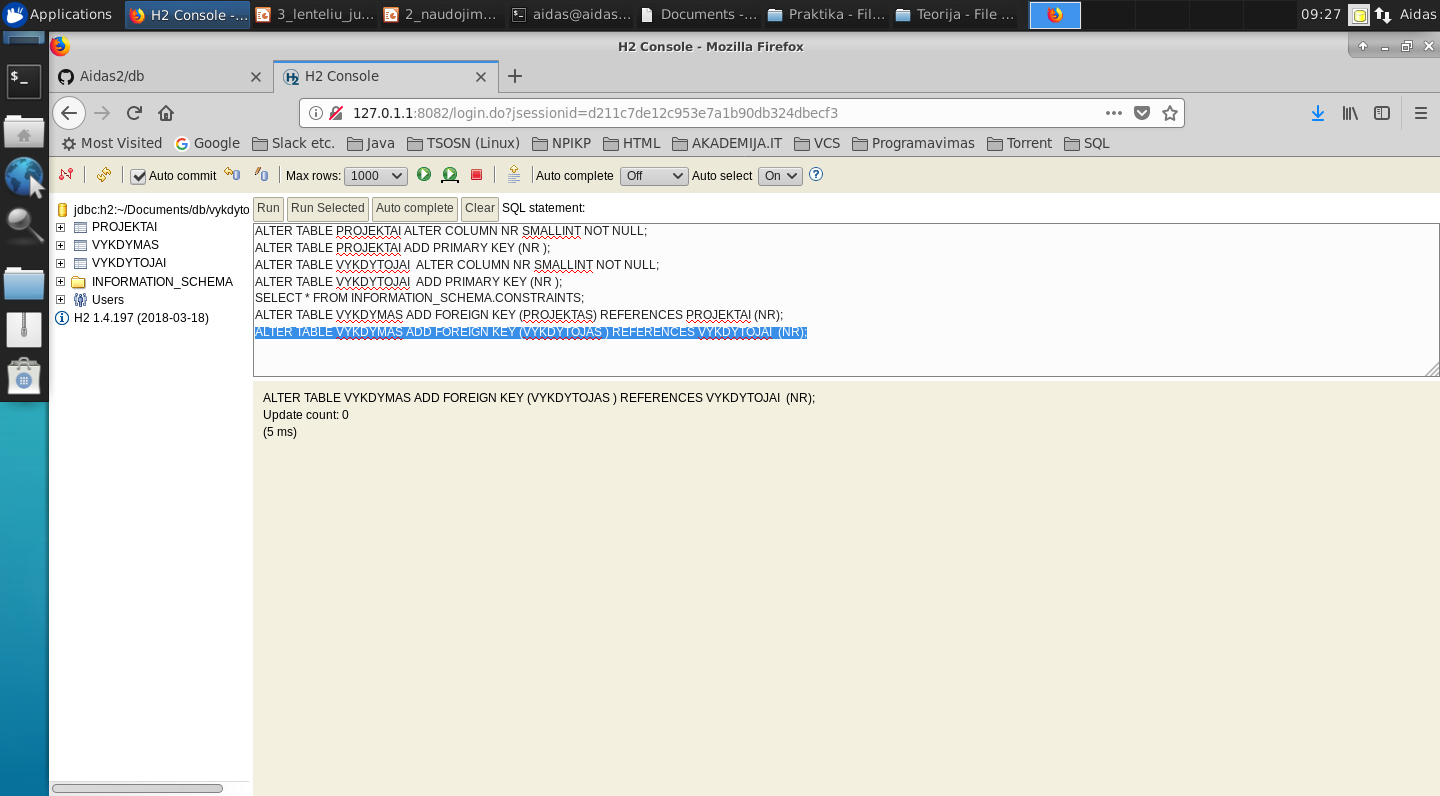 Applications
H2 Console -...
3_lenteliu_ju...
2_naudojim...
aidas@aidas...
Documents -...
Praktika - Fil...
Teorija - File ...
09:27
Aidas
H2 Console - Mozilla Firefox
Aidas2/db
H2 Console
127.0.1.1:8082/login.do?jsessionid=d211c7de12c953e7a1b90db324dbecf3
Most Visited
Google
Slack etc.
Java
TSOSN (Linux)
NPIKP
HTML
AKADEMIJA.IT
VCS
Programavimas
Torrent
SQL
Auto commit
Max rows: 1000
Auto complete Off
Auto select On
jdbc:h2:~/Documents/db/vykdyto
PROJEKTAI
VYKDYMAS
VYKDYTOJAI
INFORMATION_SCHEMA
Users
H2 1.4.197 (2018-03-18)
Run Run Selected Auto complete Clear SQL statement:
ALTER TABLE PROJEKTAI ALTER COLUMN NR SMALLINT NOT NULL;
ALTER TABLE PROJEKTAI ADD PRIMARY KEY (NR );
ALTER TABLE VYKDYTOJAI  ALTER COLUMN NR SMALLINT NOT NULL;
ALTER TABLE VYKDYTOJAI  ADD PRIMARY KEY (NR );
SELECT * FROM INFORMATION_SCHEMA.CONSTRAINTS;
ALTER TABLE VYKDYMAS ADD FOREIGN KEY (PROJEKTAS) REFERENCES PROJEKTAI (NR);
ALTER TABLE VYKDYMAS ADD FOREIGN KEY (VYKDYTOJAS ) REFERENCES VYKDYTOJAI  (NR);
ALTER TABLE VYKDYMAS ADD FOREIGN KEY (VYKDYTOJAS ) REFERENCES VYKDYTOJAI  (NR);
Update count: 0
(5 ms)